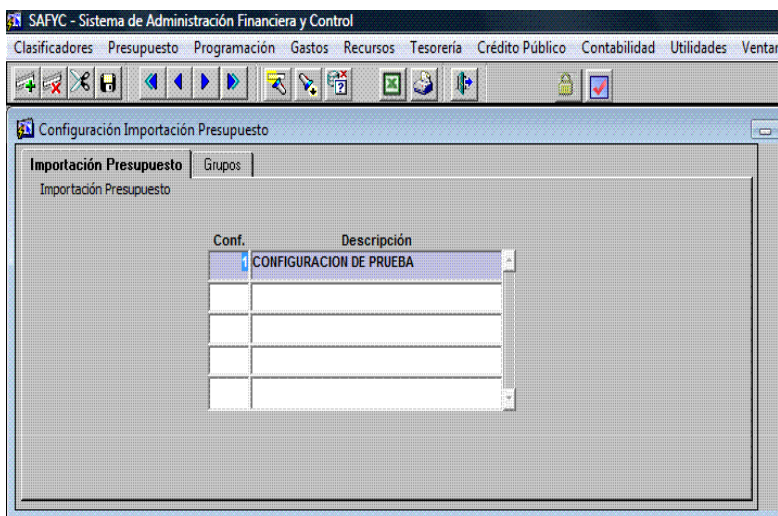 SAFYC - Sistema de Administración Financiera y Control
Clasificadores Presupuesto Programación Gastos Recursos Tesorería Crédito Público Contabilidad Utilidades Ventan
Configuración Importación Presupuesto
Importación Presupuesto Grupos
Importación Presupuesto
Conf. Descripción
1 CONFIGURACION DE PRUEBA